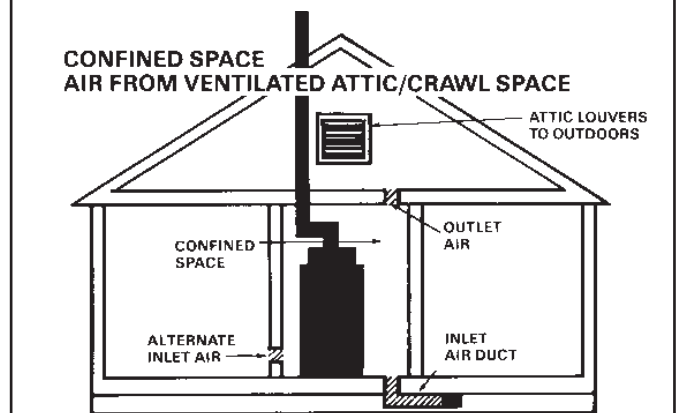 CONFINED SPACE
AIR FROM VENTILATED ATTIC/CRAWL SPACE
ATTIC LOUVERS
TO OUTDOORS
OUTLET
AIR
CONFINED
SPACE
ALTERNATE
INLET AIR
INLET
AIR DUCT